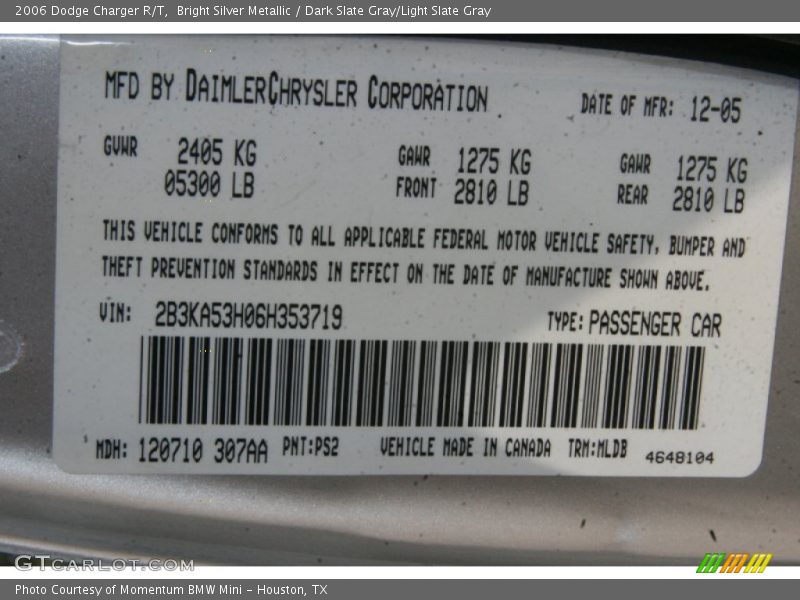 2006 Dodge Charger R/T,  Bright Silver Metallic / Dark Slate Gray/Light Slate Gray
MFD BY DAIMLERCHRYSLER CORPORATION DATE OF MFR: 12-05
GVWR 2405 KG GAWR 1275 KG GAWR 1275 KG
05300 LB FRONT 2810 LB REAR 2810 LB
THIS VEHICLE CONFORMS TO ALL APPLICABLE FEDERAL MOTOR VEHICLE SAFETY, BUMPER AND
THEFT PREVENTION STANDARDS IN EFFECT ON THE DATE OF MANUFACTURE SHOWN ABOVE.
VIN: 2B3KA53H06H353719 TYPE: PASSENGER CAR
MDH: 120710 307AA PNT:PS2 VEHICLE MADE IN CANADA TRM:MLDB 4648104
GTCARLOT.COM
Photo Courtesy of Momentum BMW Mini - Houston, TX